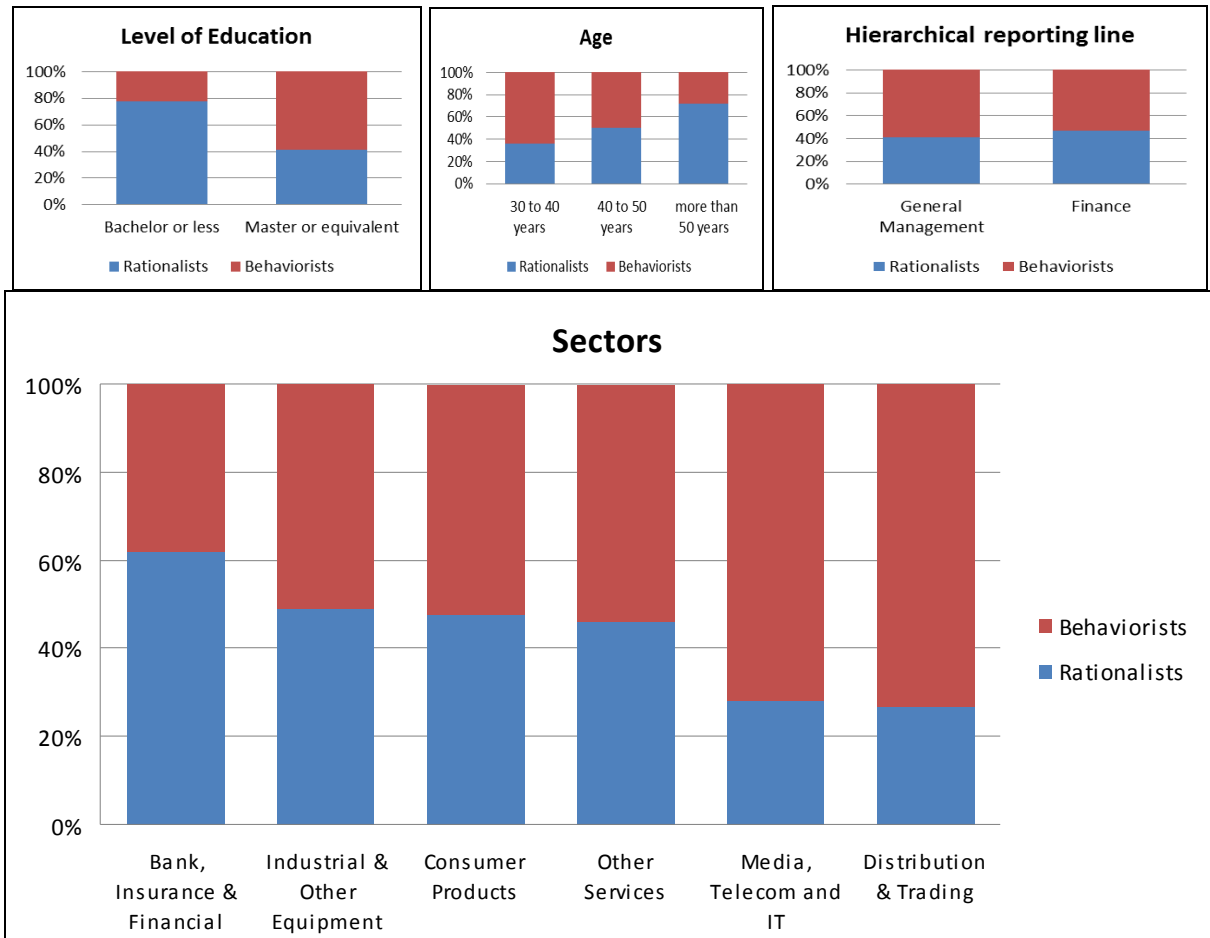 Level of Education
100%
80%
60%
40%
20%
0%
Bachelor or less
Master or equivalent
Rationalists
Behaviorists
Age
100%
80%
60%
40%
20%
0%
30 to 40
years
40 to 50
years
more than
50 years
Rationalists
Behaviorists
Hierarchical reporting line
100%
80%
60%
40%
20%
0%
General
Management
Finance
Rationalists
Behaviorists
Sectors
100%
80%
60%
40%
20%
0%
Bank,
Insurance &
Financial
Industrial &
Other
Equipment
Consumer
Products
Other
Services
Media,
Telecom and
IT
Distribution
& Trading
Behaviorists
Rationalists